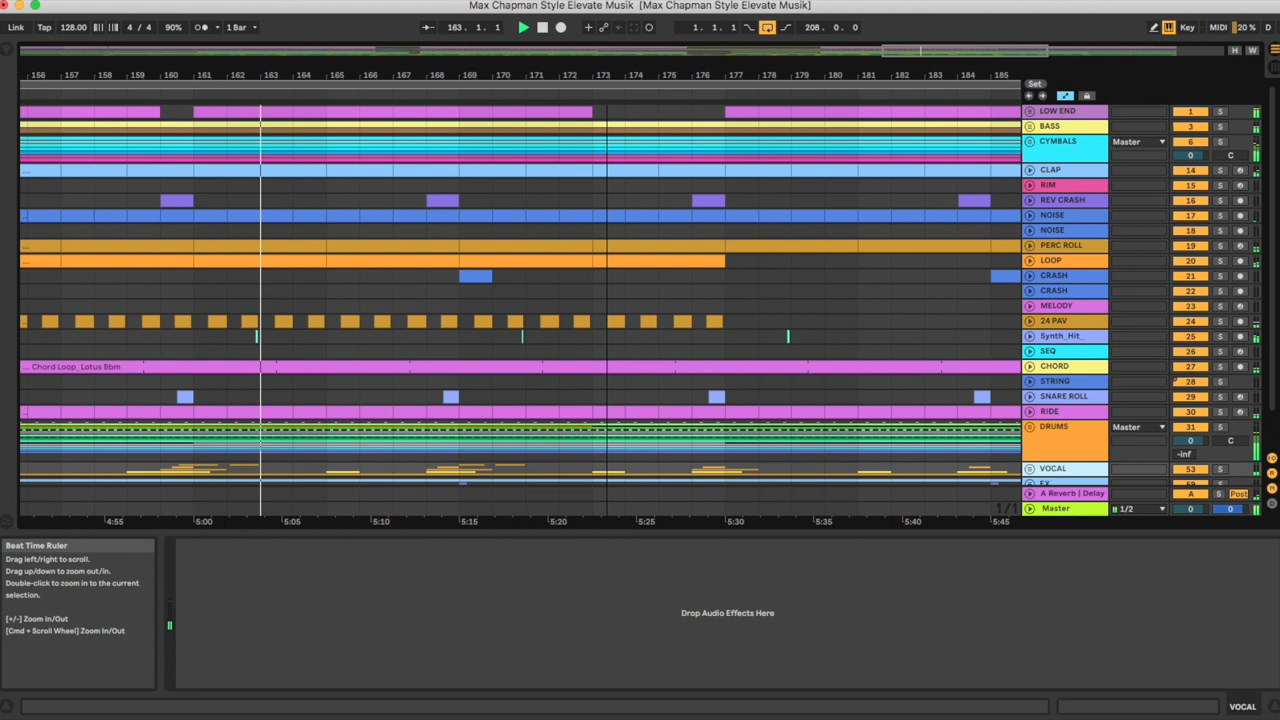 Max Chapman Style Elevate Musik [Max Chapman Style Elevate Musik]
Link Tap 128.00 4 / 4 90% 1 Bar 163. 1. 1 1. 1. 1 208. 0. 0 Key MIDI 20 % D
H W
156 157 158 159 160 161 162 163 164 165 166 167 168 169 170 171 172 173 174 175 176 177 178 179 180 181 182 183 184 185
Set
LOW END 1 S
BASS 3 S
CYMBALS Master 6 S
0 C
... CLAP 14 S
RIM 15 S
REV CRASH 16 S
... NOISE 17 S
NOISE 18 S
... PERC ROLL 19 S
... LOOP 20 S
CRASH 21 S
CRASH 22 S
MELODY 23 S
24 PAV 24 S
Synth_Hit_ 25 S
SEQ 26 S
... Chord Loop_Lotus Bbm CHORD 27 S
STRING 28 S
SNARE ROLL 29 S
RIDE 30 S
DRUMS Master 31 S
0 C
-inf
VOCAL 53 S
FX 59 S
A Reverb | Delay A S Post
1/1 Master 1/2 0 0
4:55 5:00 5:05 5:10 5:15 5:20 5:25 5:30 5:35 5:40 5:45
Beat Time Ruler
Drag left/right to scroll.
Drag up/down to zoom out/in.
Double-click to zoom in to the current
selection.
[+/-] Zoom In/Out
[Cmd + Scroll Wheel] Zoom In/Out
Drop Audio Effects Here
VOCAL